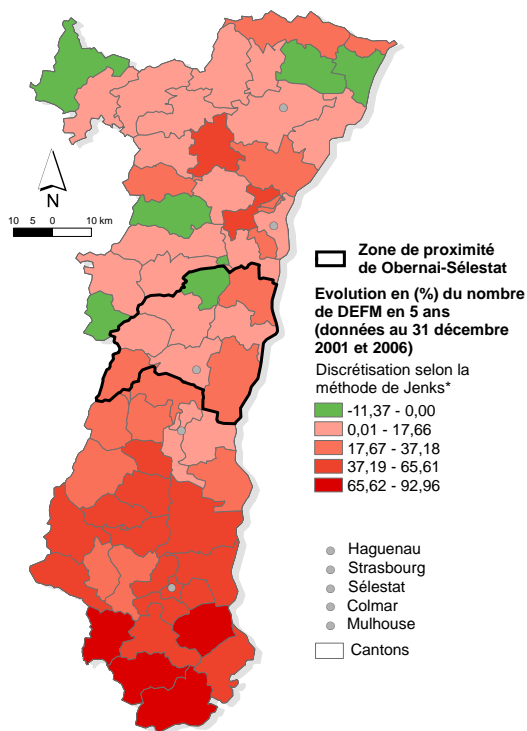 N
10 5 0 10 km
Zone de proximité
de Obernai-Sélestat
Evolution en (%) du nombre
de DEFM en 5 ans
(données au 31 décembre
2001 et 2006)
Discrétisation selon la
méthode de Jenks*
-11,37 - 0,00
0,01 - 17,66
17,67 - 37,18
37,19 - 65,61
65,62 - 92,96
Haguenau
Strasbourg
Sélestat
Colmar
Mulhouse
Cantons